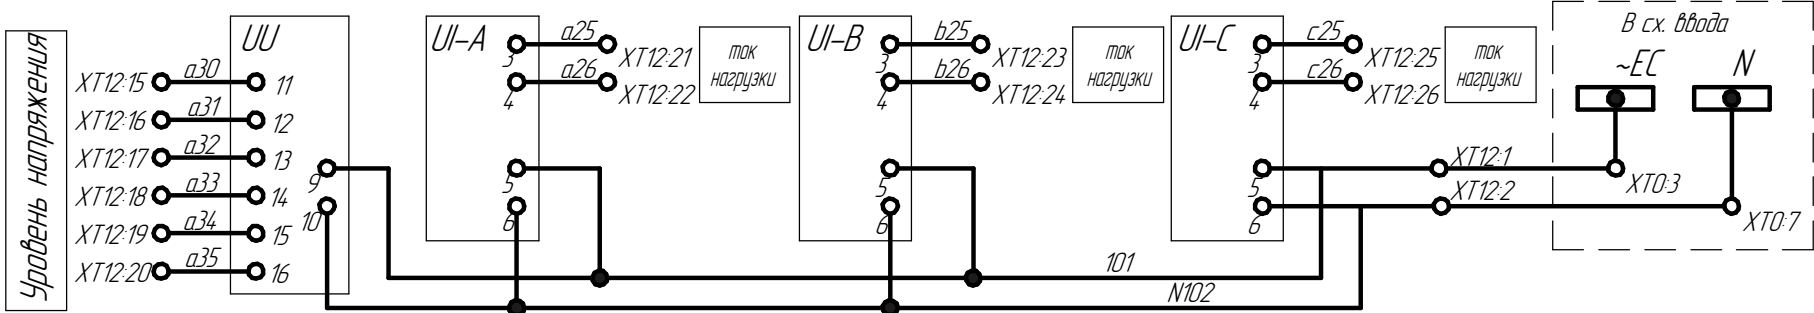 Уровень напряжения
UU
XT12:15 a30 11
XT12:16 a31 12
XT12:17 a32 13
XT12:18 a33 14
XT12:19 a34 15
XT12:20 a35 16
9
10
UI-A
3 a25 XT12:21
4 a26 XT12:22
5
6
ток
нагрузки
UI-B
3 b25 XT12:23
4 b26 XT12:24
5
6
ток
нагрузки
UI-C
3 c25 XT12:25
4 c26 XT12:26
5
6
ток
нагрузки
XT12:1
XT12:2
101
N102
В сх. ввода
~EC N
XT0:3
XT0:7